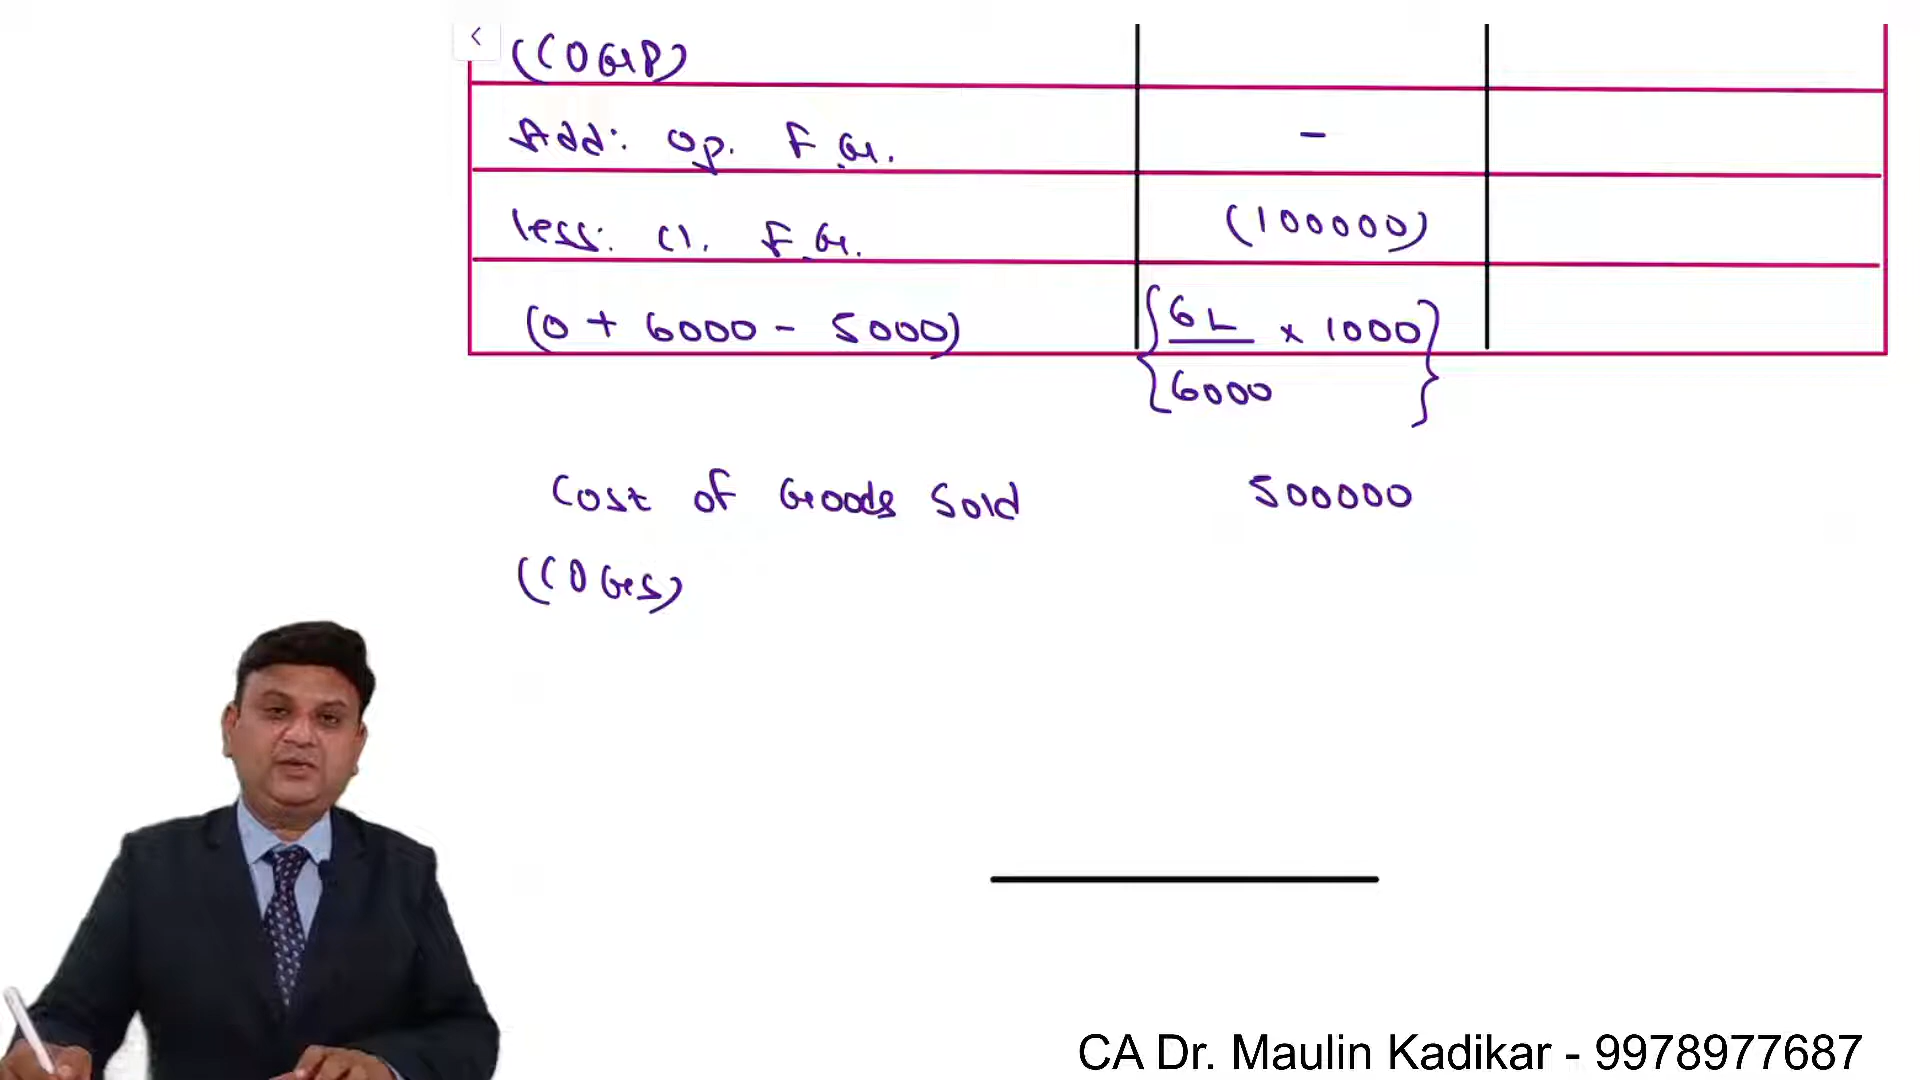 (COGP)
Add: Op. F.G. -
Less: Cl. F.G. (100000)
(0 + 6000 - 5000) {6L/6000 x 1000}
Cost of Goods Sold 500000
(COGS)
CA Dr. Maulin Kadikar - 9978977687